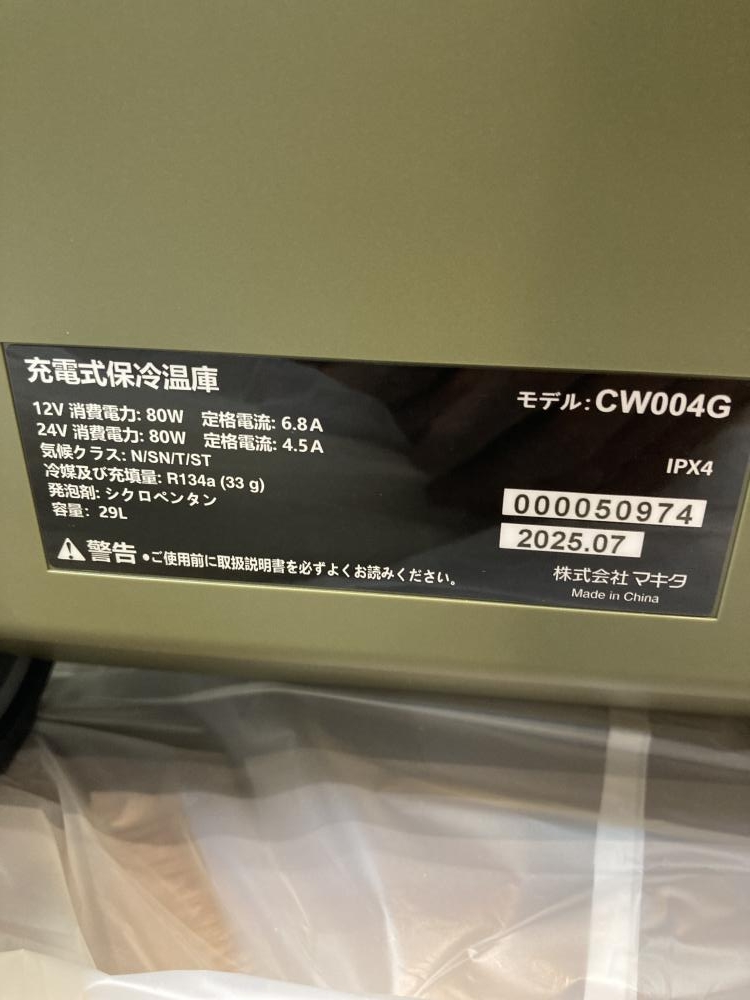 充電式保冷温庫
モデル: CW004G
12V 消費電力: 80W 定格電流: 6.8A
24V 消費電力: 80W 定格電流: 4.5A
気候クラス: N/SN/T/ST
冷媒及び充填量: R134a (33 g)
発泡剤: シクロペンタン
容量: 29L
IPX4
000050974
2025.07
警告 ●ご使用前に取扱説明書を必ずよくお読みください。
株式会社マキタ
Made in China